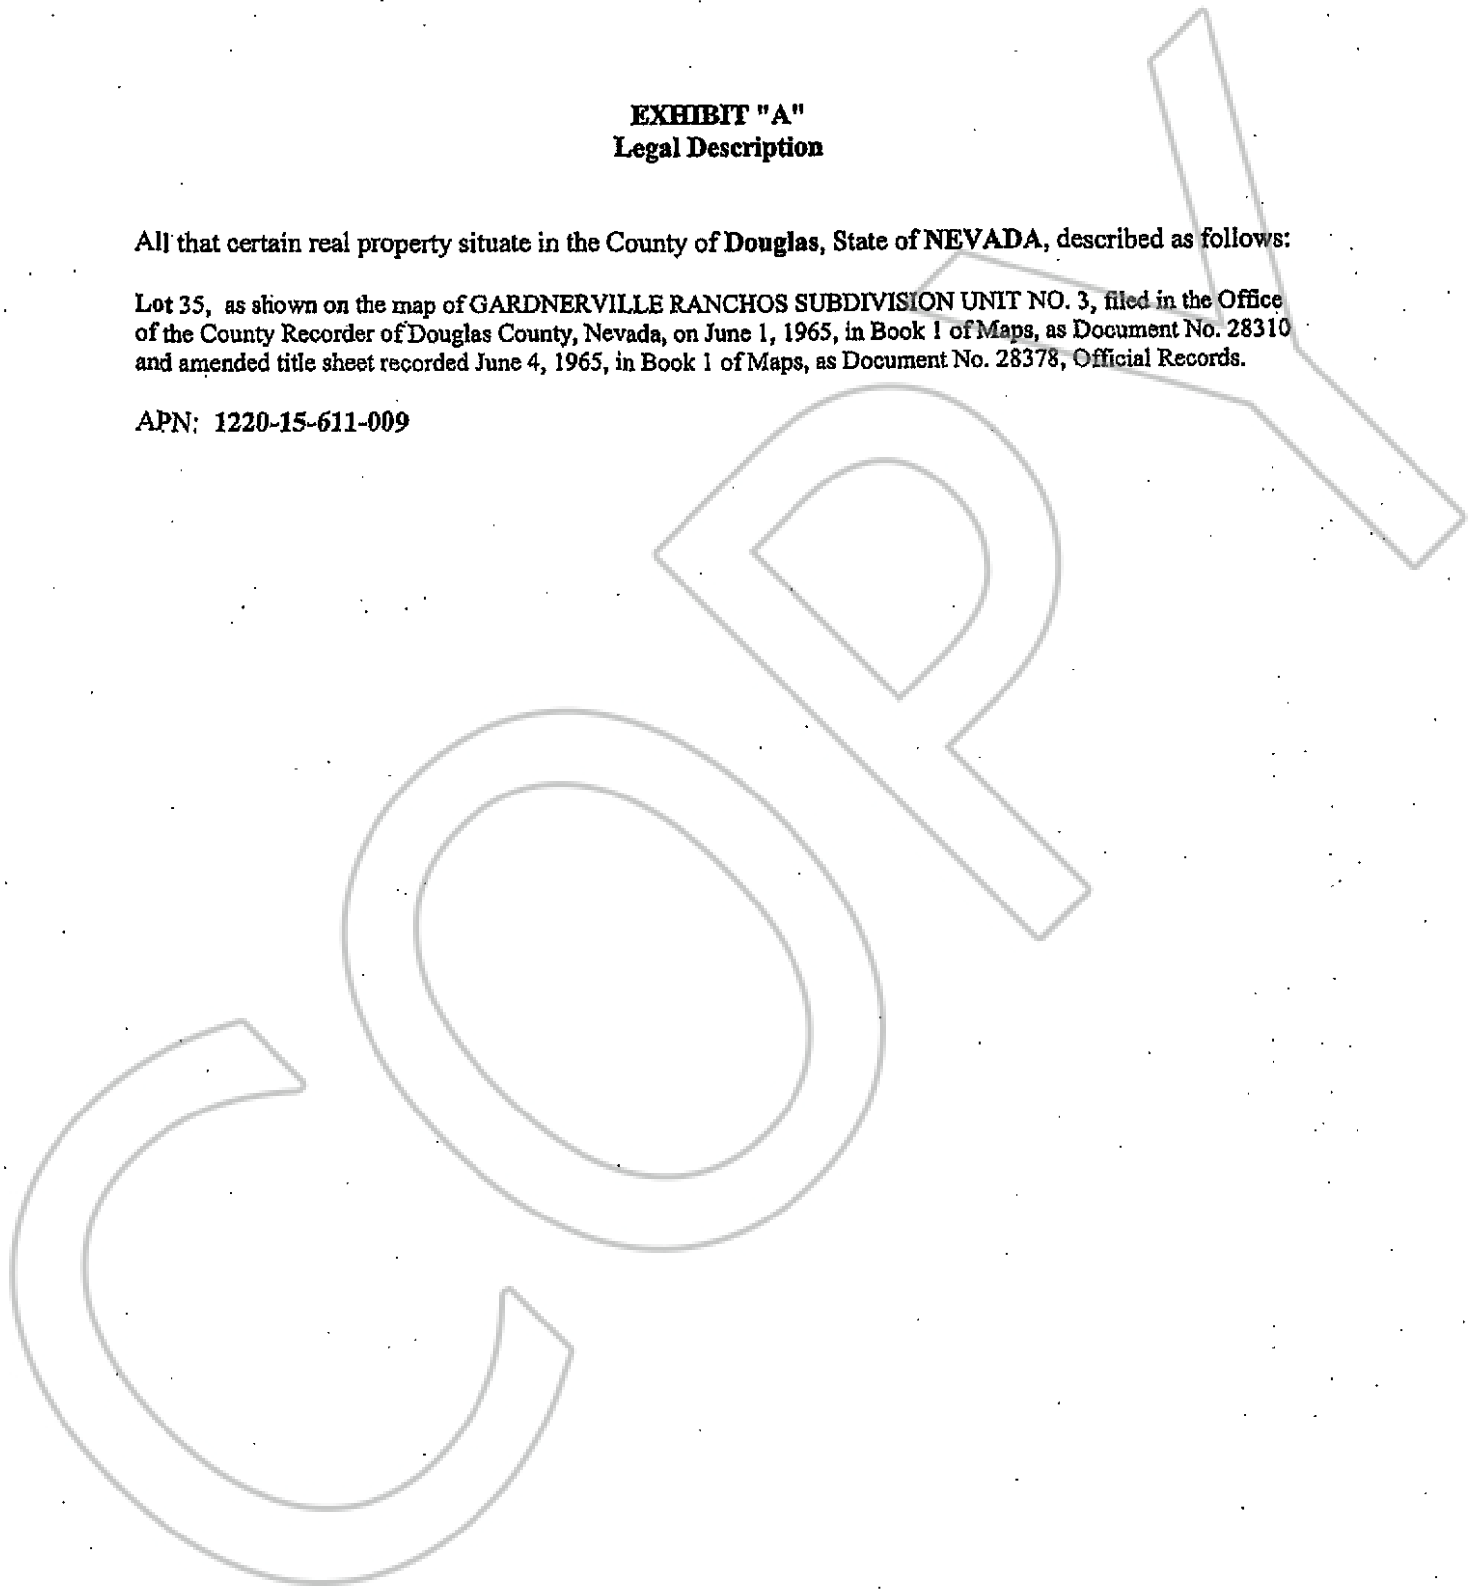 EXHIBIT "A"
Legal Description
All that certain real property situate in the County of Douglas, State of NEVADA, described as follows:
Lot 35, as shown on the map of GARDNERVILLE RANCHOS SUBDIVISION UNIT NO. 3, filed in the Office
of the County Recorder of Douglas County, Nevada, on June 1, 1965, in Book 1 of Maps, as Document No. 28310
and amended title sheet recorded June 4, 1965, in Book 1 of Maps, as Document No. 28378, Official Records.
APN: 1220-15-611-009
COPY